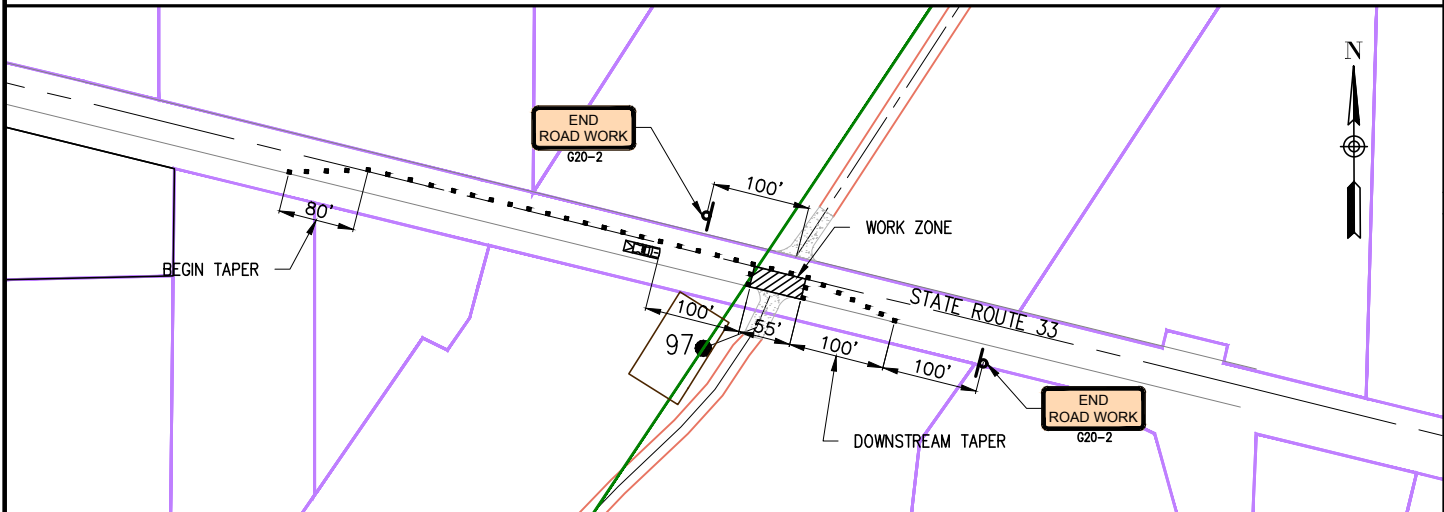 N
END
ROAD WORK
G20-2
100'
80'
WORK ZONE
BEGIN TAPER
STATE ROUTE 33
100'
55'
97
100'
100'
END
ROAD WORK
G20-2
DOWNSTREAM TAPER